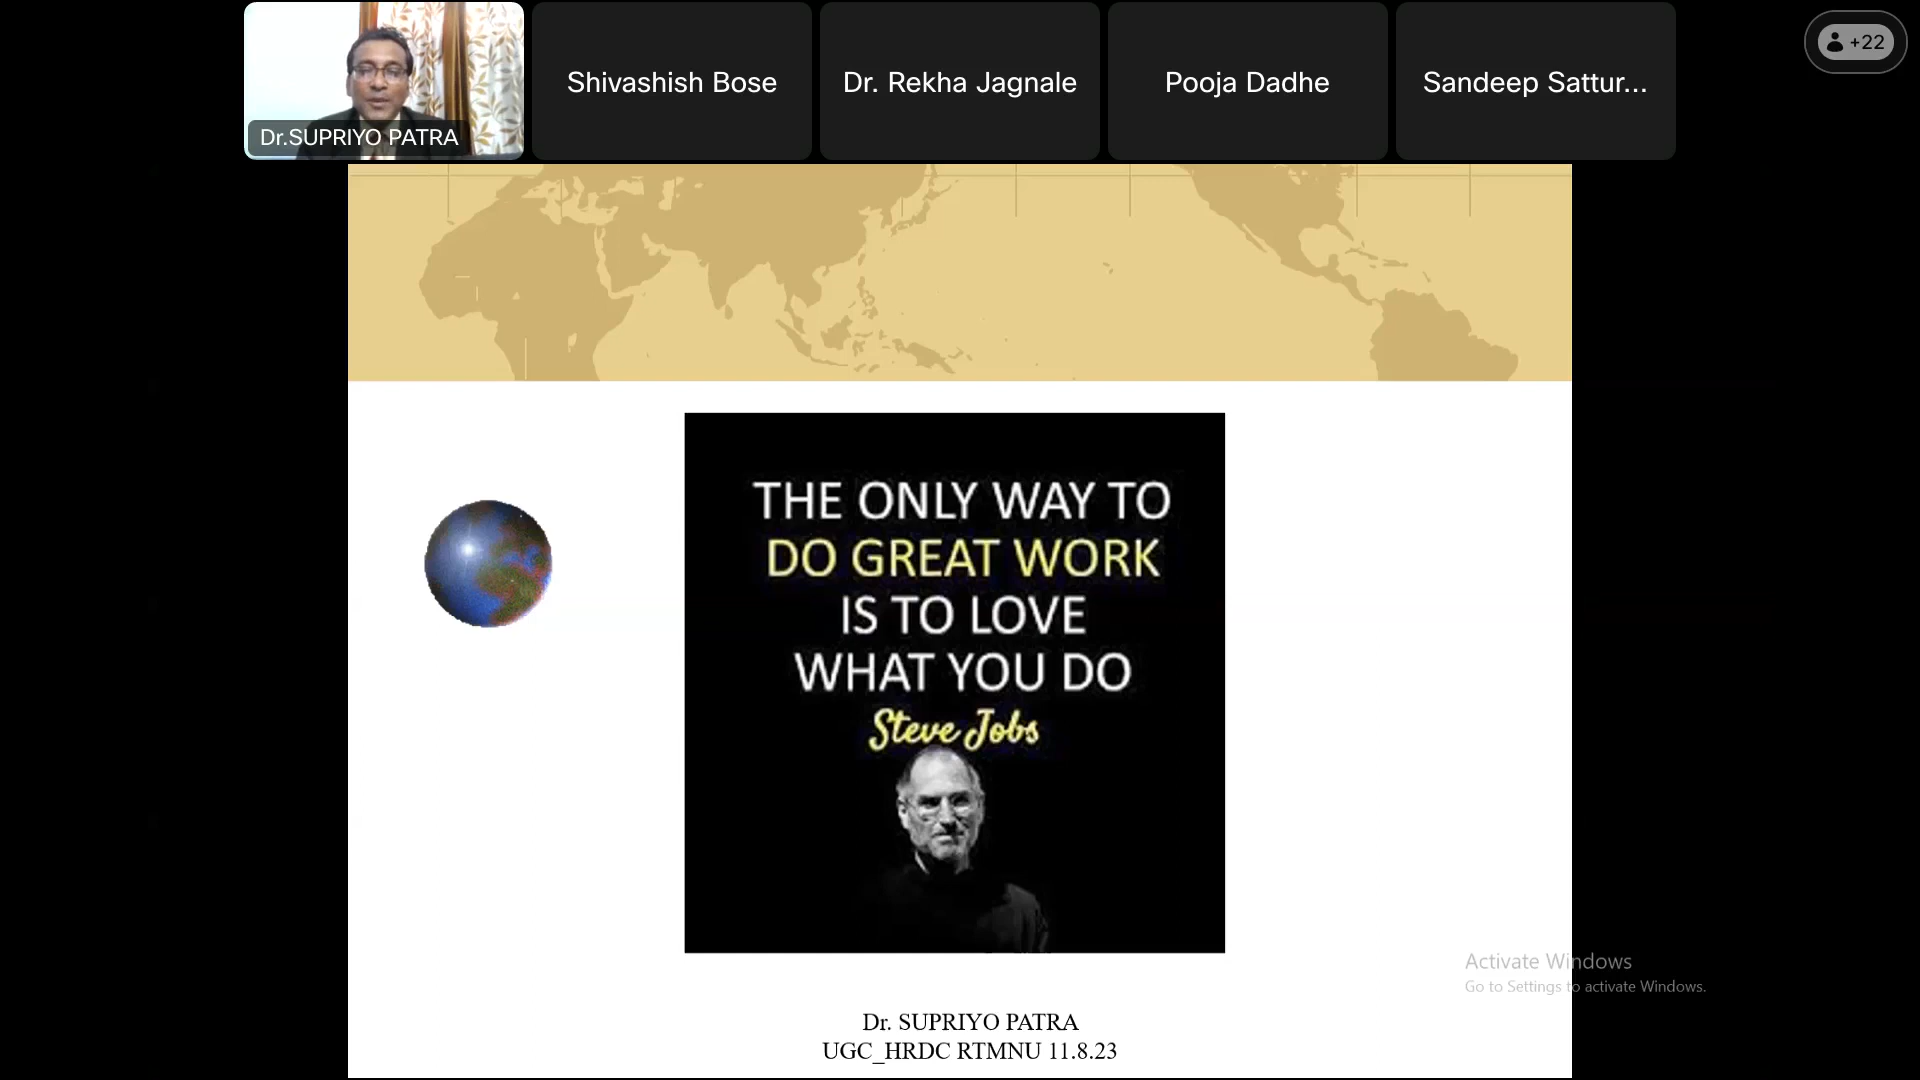 Dr.SUPRIYO PATRA
Shivashish Bose
Dr. Rekha Jagnale
Pooja Dadhe
Sandeep Sattur...
+22
THE ONLY WAY TO
DO GREAT WORK
IS TO LOVE
WHAT YOU DO
Steve Jobs
Activate Windows
Go to Settings to activate Windows.
Dr. SUPRIYO PATRA
UGC_HRDC RTMNU 11.8.23